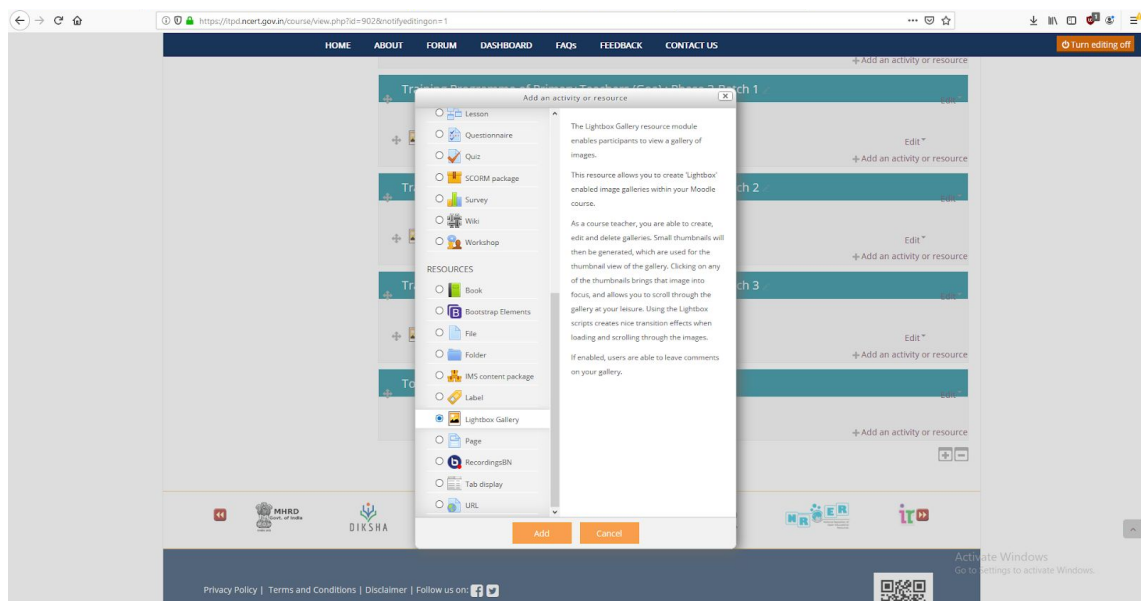 https://itpd.ncert.gov.in/course/view.php?id=902&notifyeditingon=1
HOME ABOUT FORUM DASHBOARD FAQs FEEDBACK CONTACT US
Turn editing off
Add an activity or resource
Add an activity or resource
Lesson
Questionnaire
Quiz
SCORM package
Survey
Wiki
Workshop
RESOURCES
Book
Bootstrap Elements
File
Folder
IMS content package
Label
Lightbox Gallery
Page
RecordingsBN
Tab display
URL
The Lightbox Gallery resource module
enables participants to view a gallery of
images.
This resource allows you to create 'Lightbox'
enabled image galleries within your Moodle
course.
As a course teacher, you are able to create,
edit and delete galleries. Small thumbnails will
then be generated, which are used for the
thumbnail view of the gallery. Clicking on any
of the thumbnails brings that image into
focus, and allows you to scroll through the
gallery at your leisure. Using the Lightbox
scripts creates nice transition effects when
loading and scrolling through the images.
If enabled, users are able to leave comments
on your gallery.
Add Cancel
Edit
Add an activity or resource
Edit
Add an activity or resource
Edit
Add an activity or resource
Add an activity or resource
MHRD
Govt. of India
DIKSHA
NROER
Activate Windows
Go to Settings to activate Windows.
Privacy Policy | Terms and Conditions | Disclaimer | Follow us on: